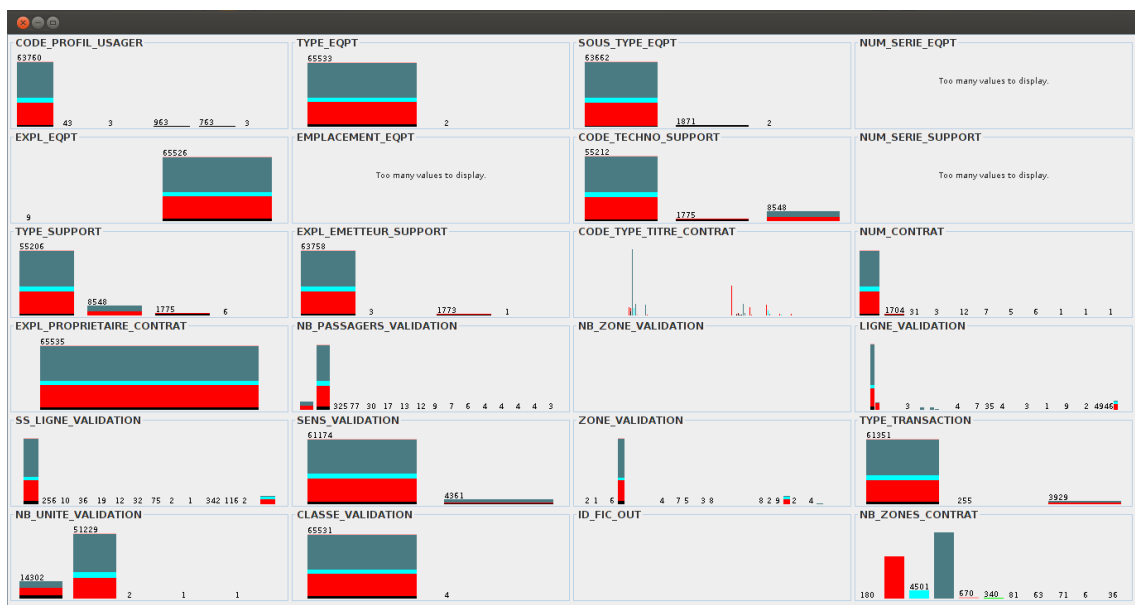 CODE_PROFIL_USAGER
63760
43 3 963 763 3
TYPE_EQPT
65533
2
SOUS_TYPE_EQPT
63662
1871 2
NUM_SERIE_EQPT
Too many values to display.
EXPL_EQPT
65526
9
EMPLACEMENT_EQPT
Too many values to display.
CODE_TECHNO_SUPPORT
55212
1775 8548
NUM_SERIE_SUPPORT
Too many values to display.
TYPE_SUPPORT
55206
8548 1775 6
EXPL_EMETTEUR_SUPPORT
63758
3 1773 1
CODE_TYPE_TITRE_CONTRAT
NUM_CONTRAT
1704 31 3 12 7 5 6 1 1 1
EXPL_PROPRIETAIRE_CONTRAT
65535
NB_PASSAGERS_VALIDATION
325 77 30 17 13 12 9 7 6 4 4 4 4 3
NB_ZONE_VALIDATION
LIGNE_VALIDATION
3 4 7 35 4 3 1 9 2 4946
SS_LIGNE_VALIDATION
256 10 36 19 12 32 75 2 1 342 116 2
SENS_VALIDATION
61174
4361
ZONE_VALIDATION
2 1 6 4 7 5 3 8 8 2 9 2 4
TYPE_TRANSACTION
61351
255 3929
NB_UNITE_VALIDATION
14302 51229
2 1 1
CLASSE_VALIDATION
65531
4
ID_FIC_OUT
NB_ZONES_CONTRAT
180 4501 670 340 81 63 71 6 36